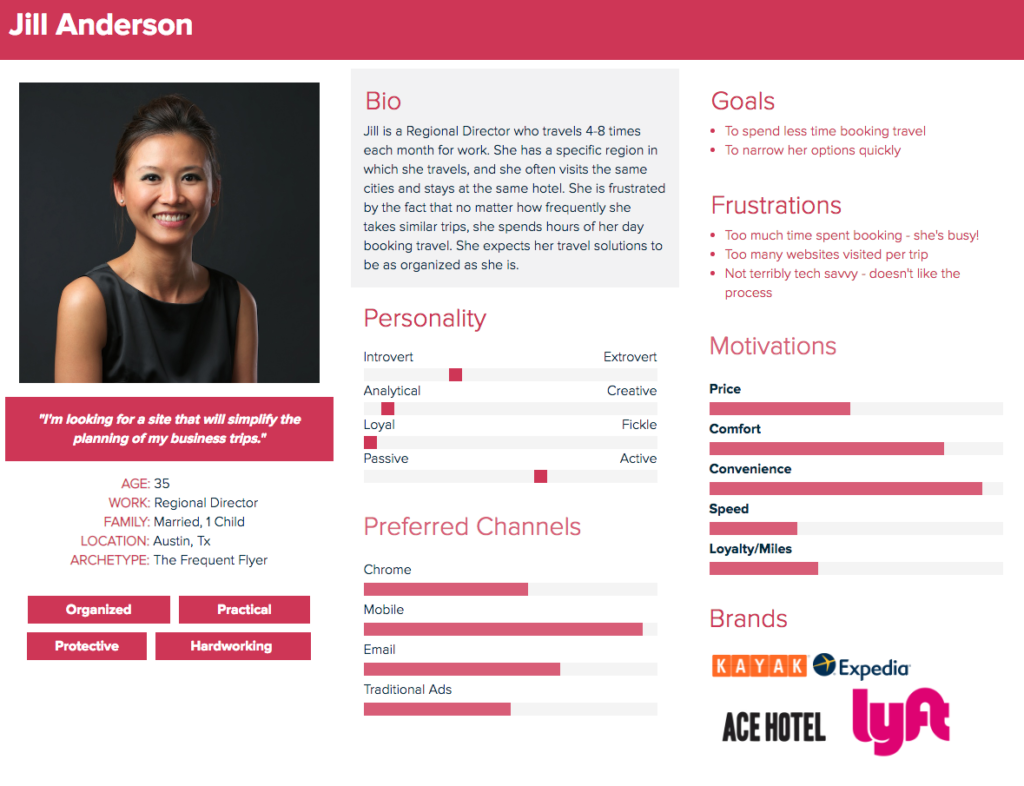 Jill Anderson
"I'm looking for a site that will simplify the
planning of my business trips."
AGE: 35
WORK: Regional Director
FAMILY: Married, 1 Child
LOCATION: Austin, Tx
ARCHETYPE: The Frequent Flyer
Organized
Practical
Protective
Hardworking
Bio
Jill is a Regional Director who travels 4-8 times
each month for work. She has a specific region in
which she travels, and she often visits the same
cities and stays at the same hotel. She is frustrated
by the fact that no matter how frequently she
takes similar trips, she spends hours of her day
booking travel. She expects her travel solutions to
be as organized as she is.
Personality
Introvert Extrovert
Analytical Creative
Loyal Fickle
Passive Active
Preferred Channels
Chrome
Mobile
Email
Traditional Ads
Goals
• To spend less time booking travel
• To narrow her options quickly
Frustrations
• Too much time spent booking - she's busy!
• Too many websites visited per trip
• Not terribly tech savvy - doesn't like the
process
Motivations
Price
Comfort
Convenience
Speed
Loyalty/Miles
Brands
KAYAK Expedia
ACE HOTEL lyft